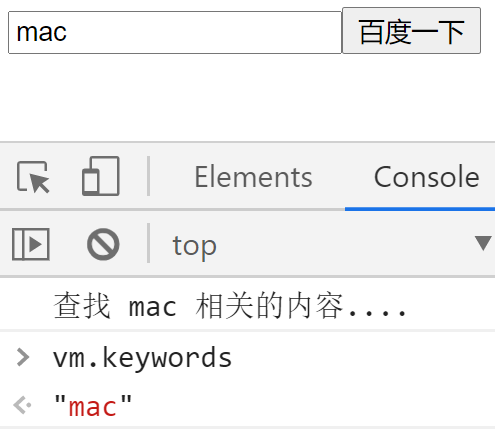 mac 百度一下
Elements Console
top
查找 mac 相关的内容....
vm.keywords
"mac"